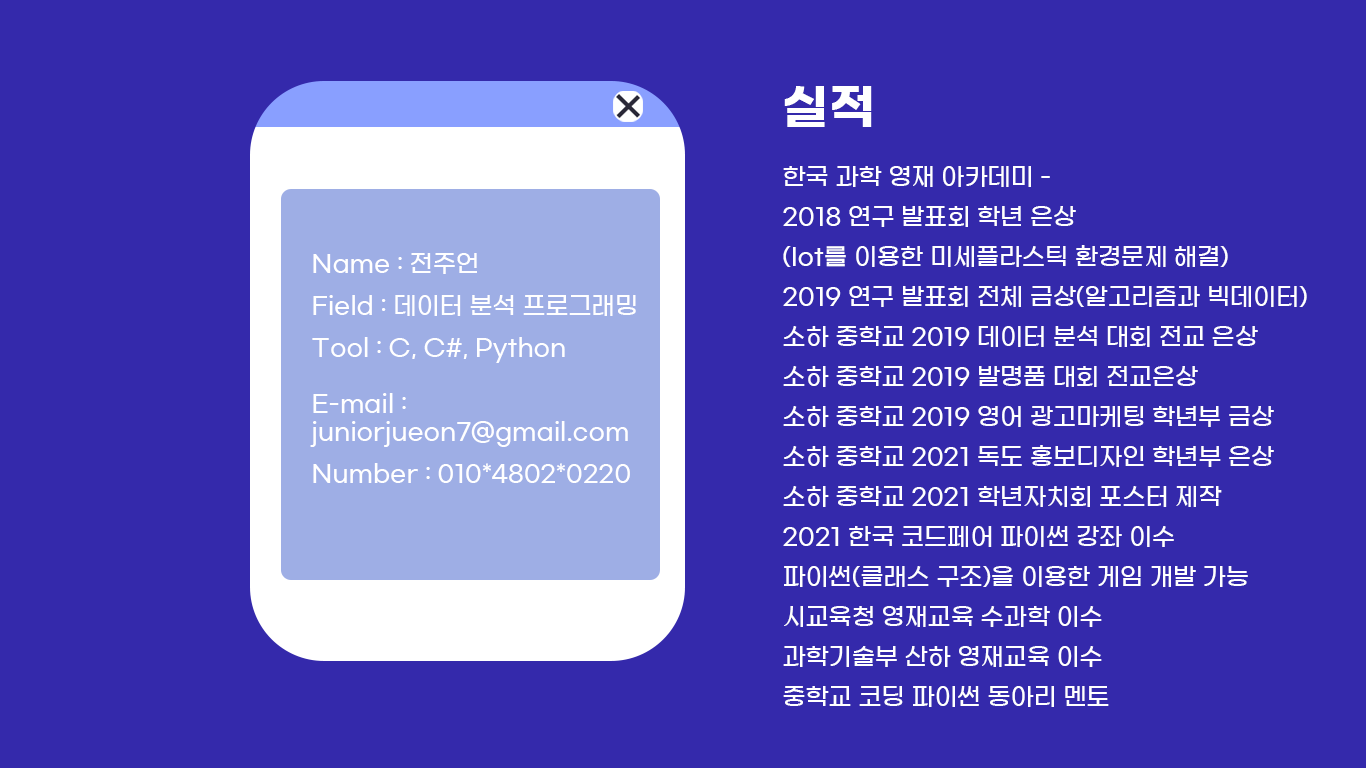 Name : 전주언
Field : 데이터 분석 프로그래밍
Tool : C, C#, Python
E-mail :
juniorjueon7@gmail.com
Number : 010*4802*0220
실적
한국 과학 영재 아카데미 -
2018 연구 발표회 학년 은상
(Iot를 이용한 미세플라스틱 환경문제 해결)
2019 연구 발표회 전체 금상(알고리즘과 빅데이터)
소하 중학교 2019 데이터 분석 대회 전교 은상
소하 중학교 2019 발명품 대회 전교은상
소하 중학교 2019 영어 광고마케팅 학년부 금상
소하 중학교 2021 독도 홍보디자인 학년부 은상
소하 중학교 2021 학년자치회 포스터 제작
2021 한국 코드페어 파이썬 강좌 이수
파이썬(클래스 구조)을 이용한 게임 개발 가능
시교육청 영재교육 수과학 이수
과학기술부 산하 영재교육 이수
중학교 코딩 파이썬 동아리 멘토